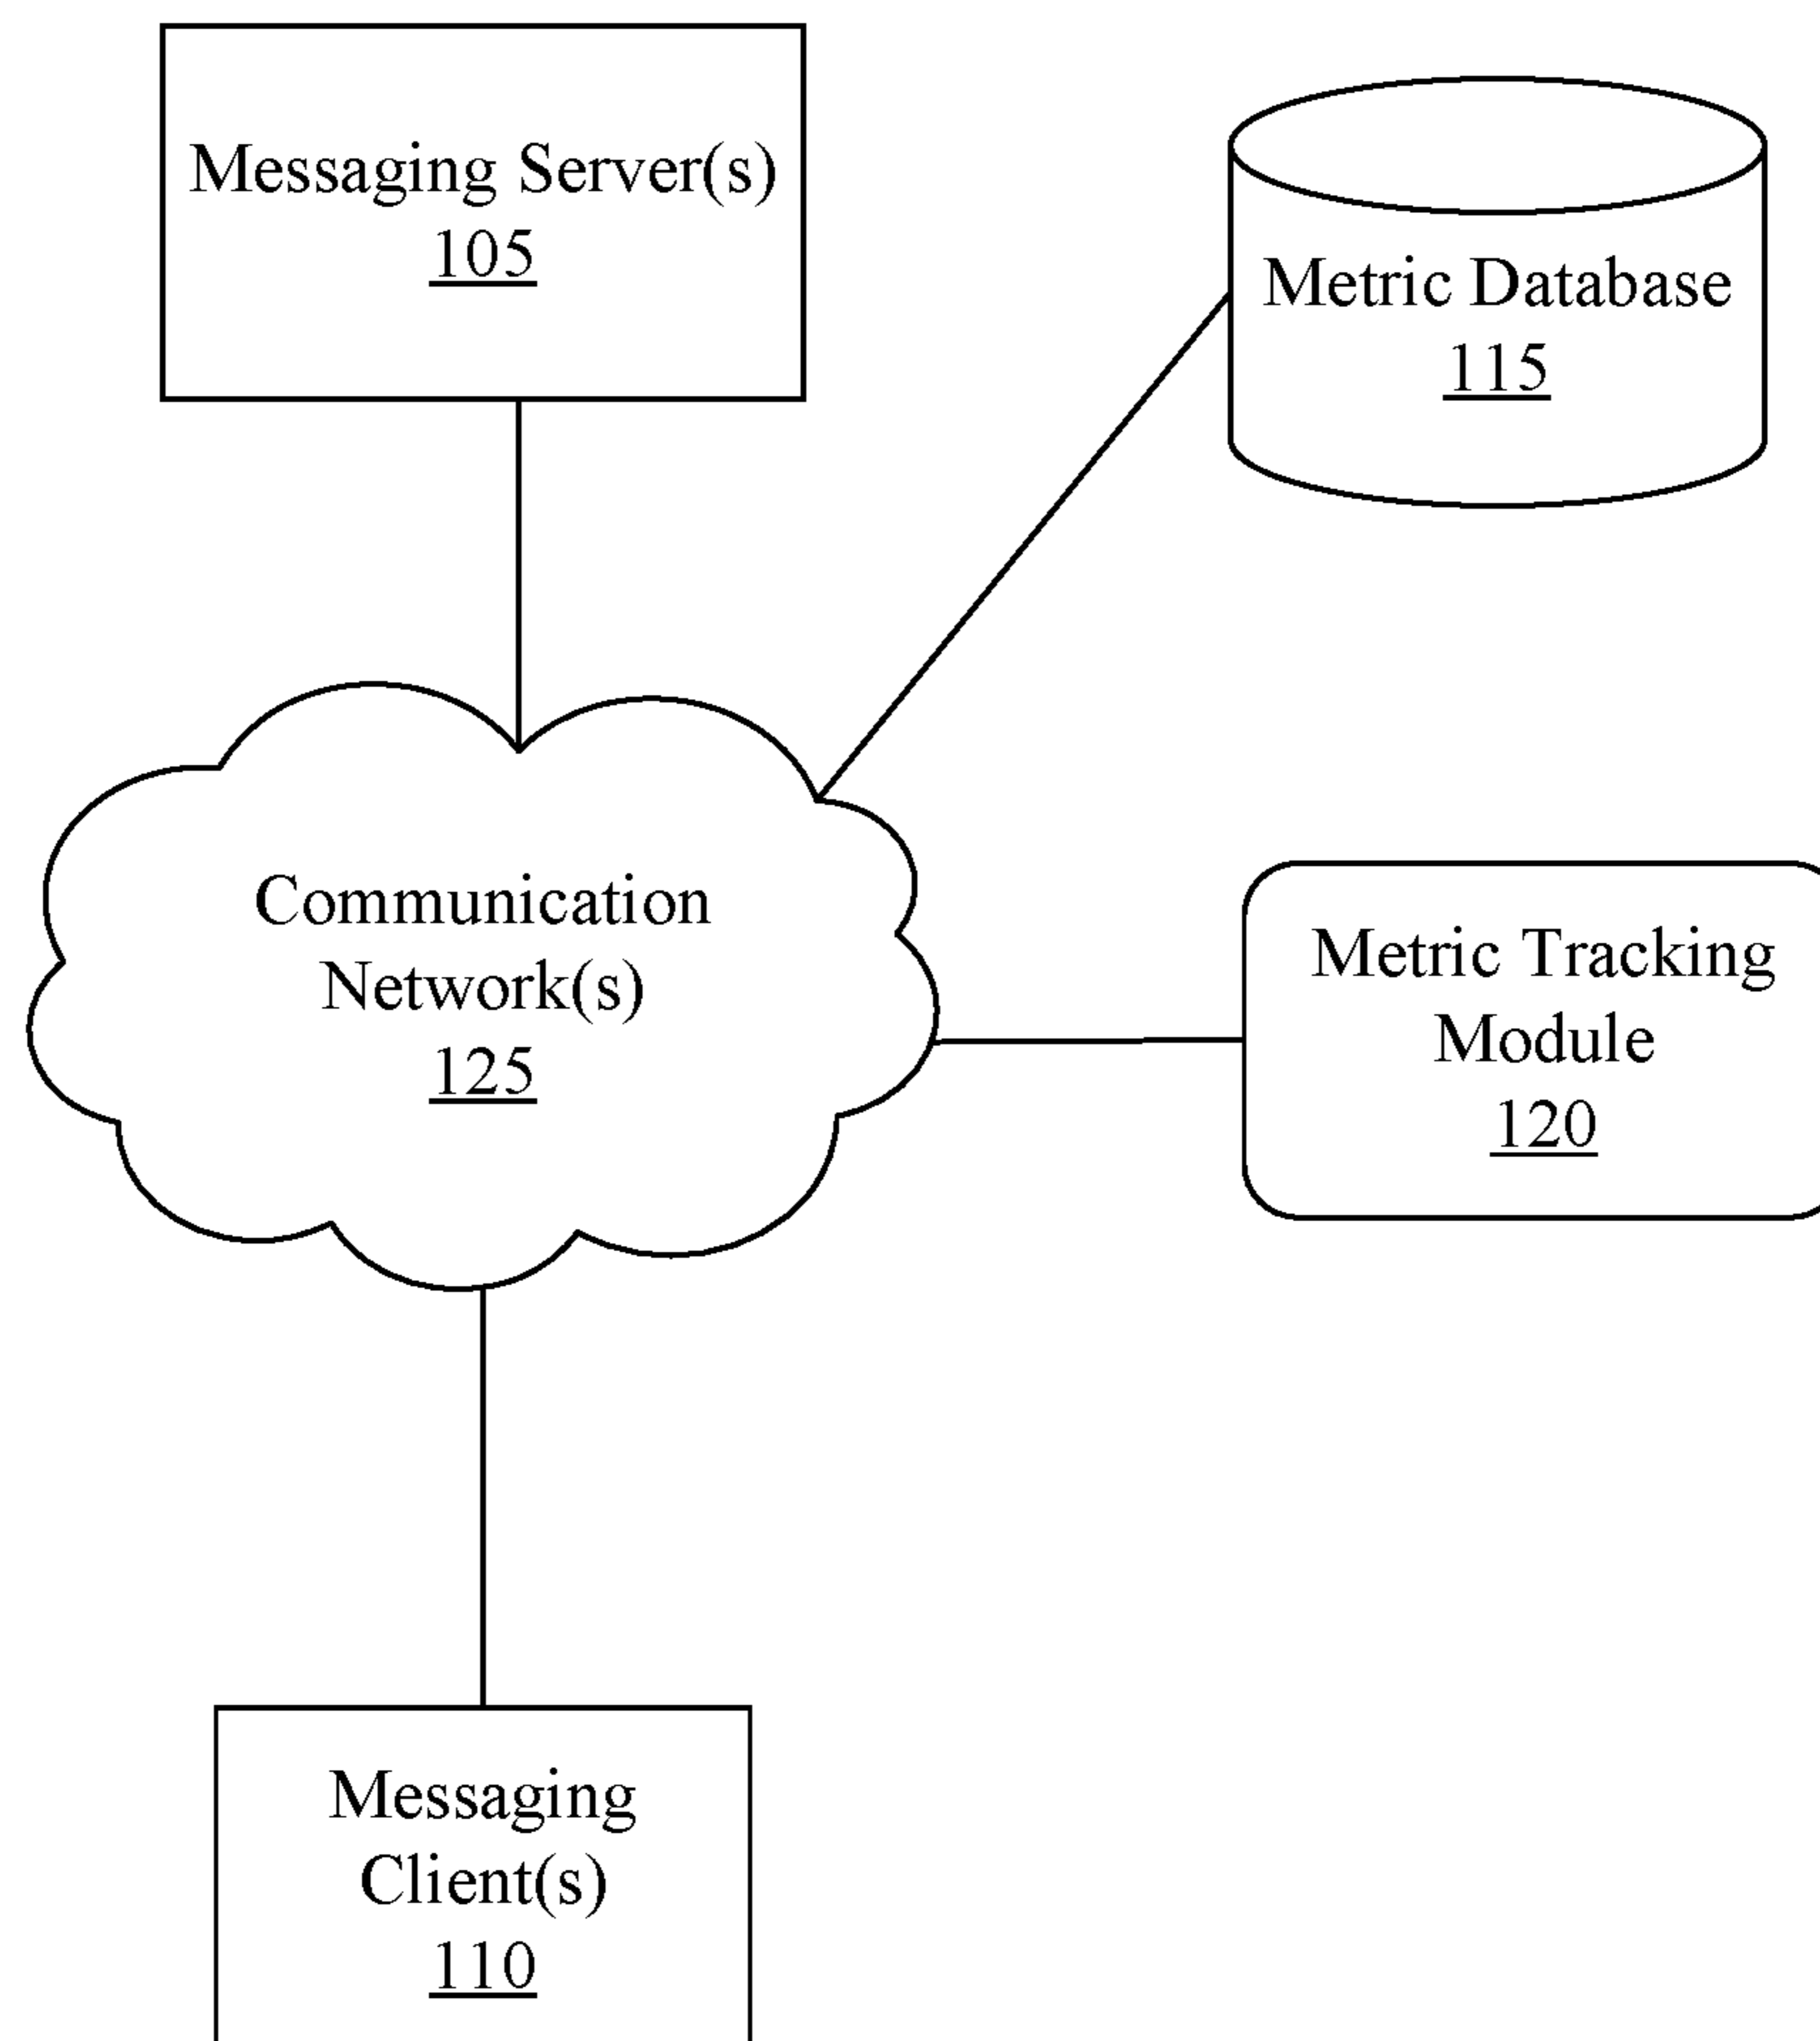 Messaging Server(s)
105
Metric Database
115
Communication
Network(s)
125
Metric Tracking
Module
120
Messaging
Client(s)
110